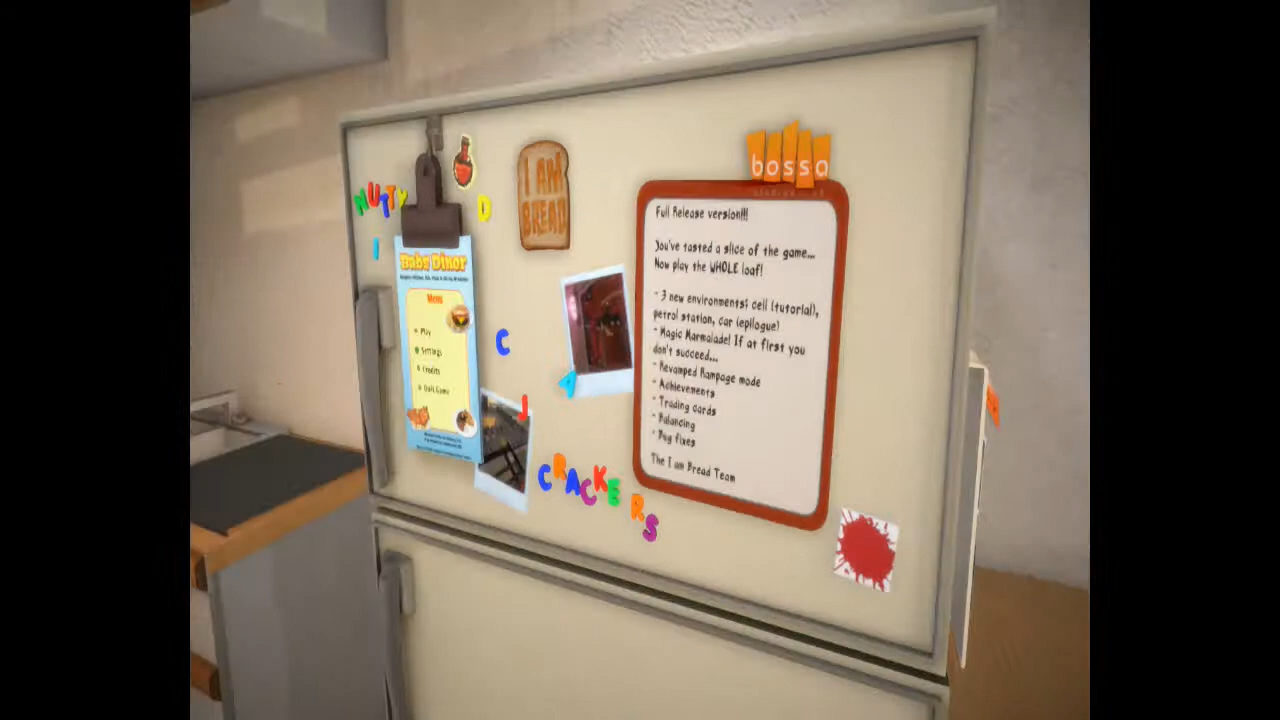 NUTTY
I
D
I AM
BREAD
bossa
Babs Diner
Menu
Play
Settings
Credits
Quit Game
C
A
J
CRACKERS
Full Release version!!!
You've tasted a slice of the game...
Now play the WHOLE loaf!
- 3 new environments; cell (tutorial),
petrol station, car (epilogue)
- Magic Marmalade! If at first you
don't succeed...
- Revamped Rampage mode
- Achievements
- Trading cards
- Balancing
- Bug fixes
The I am Bread Team